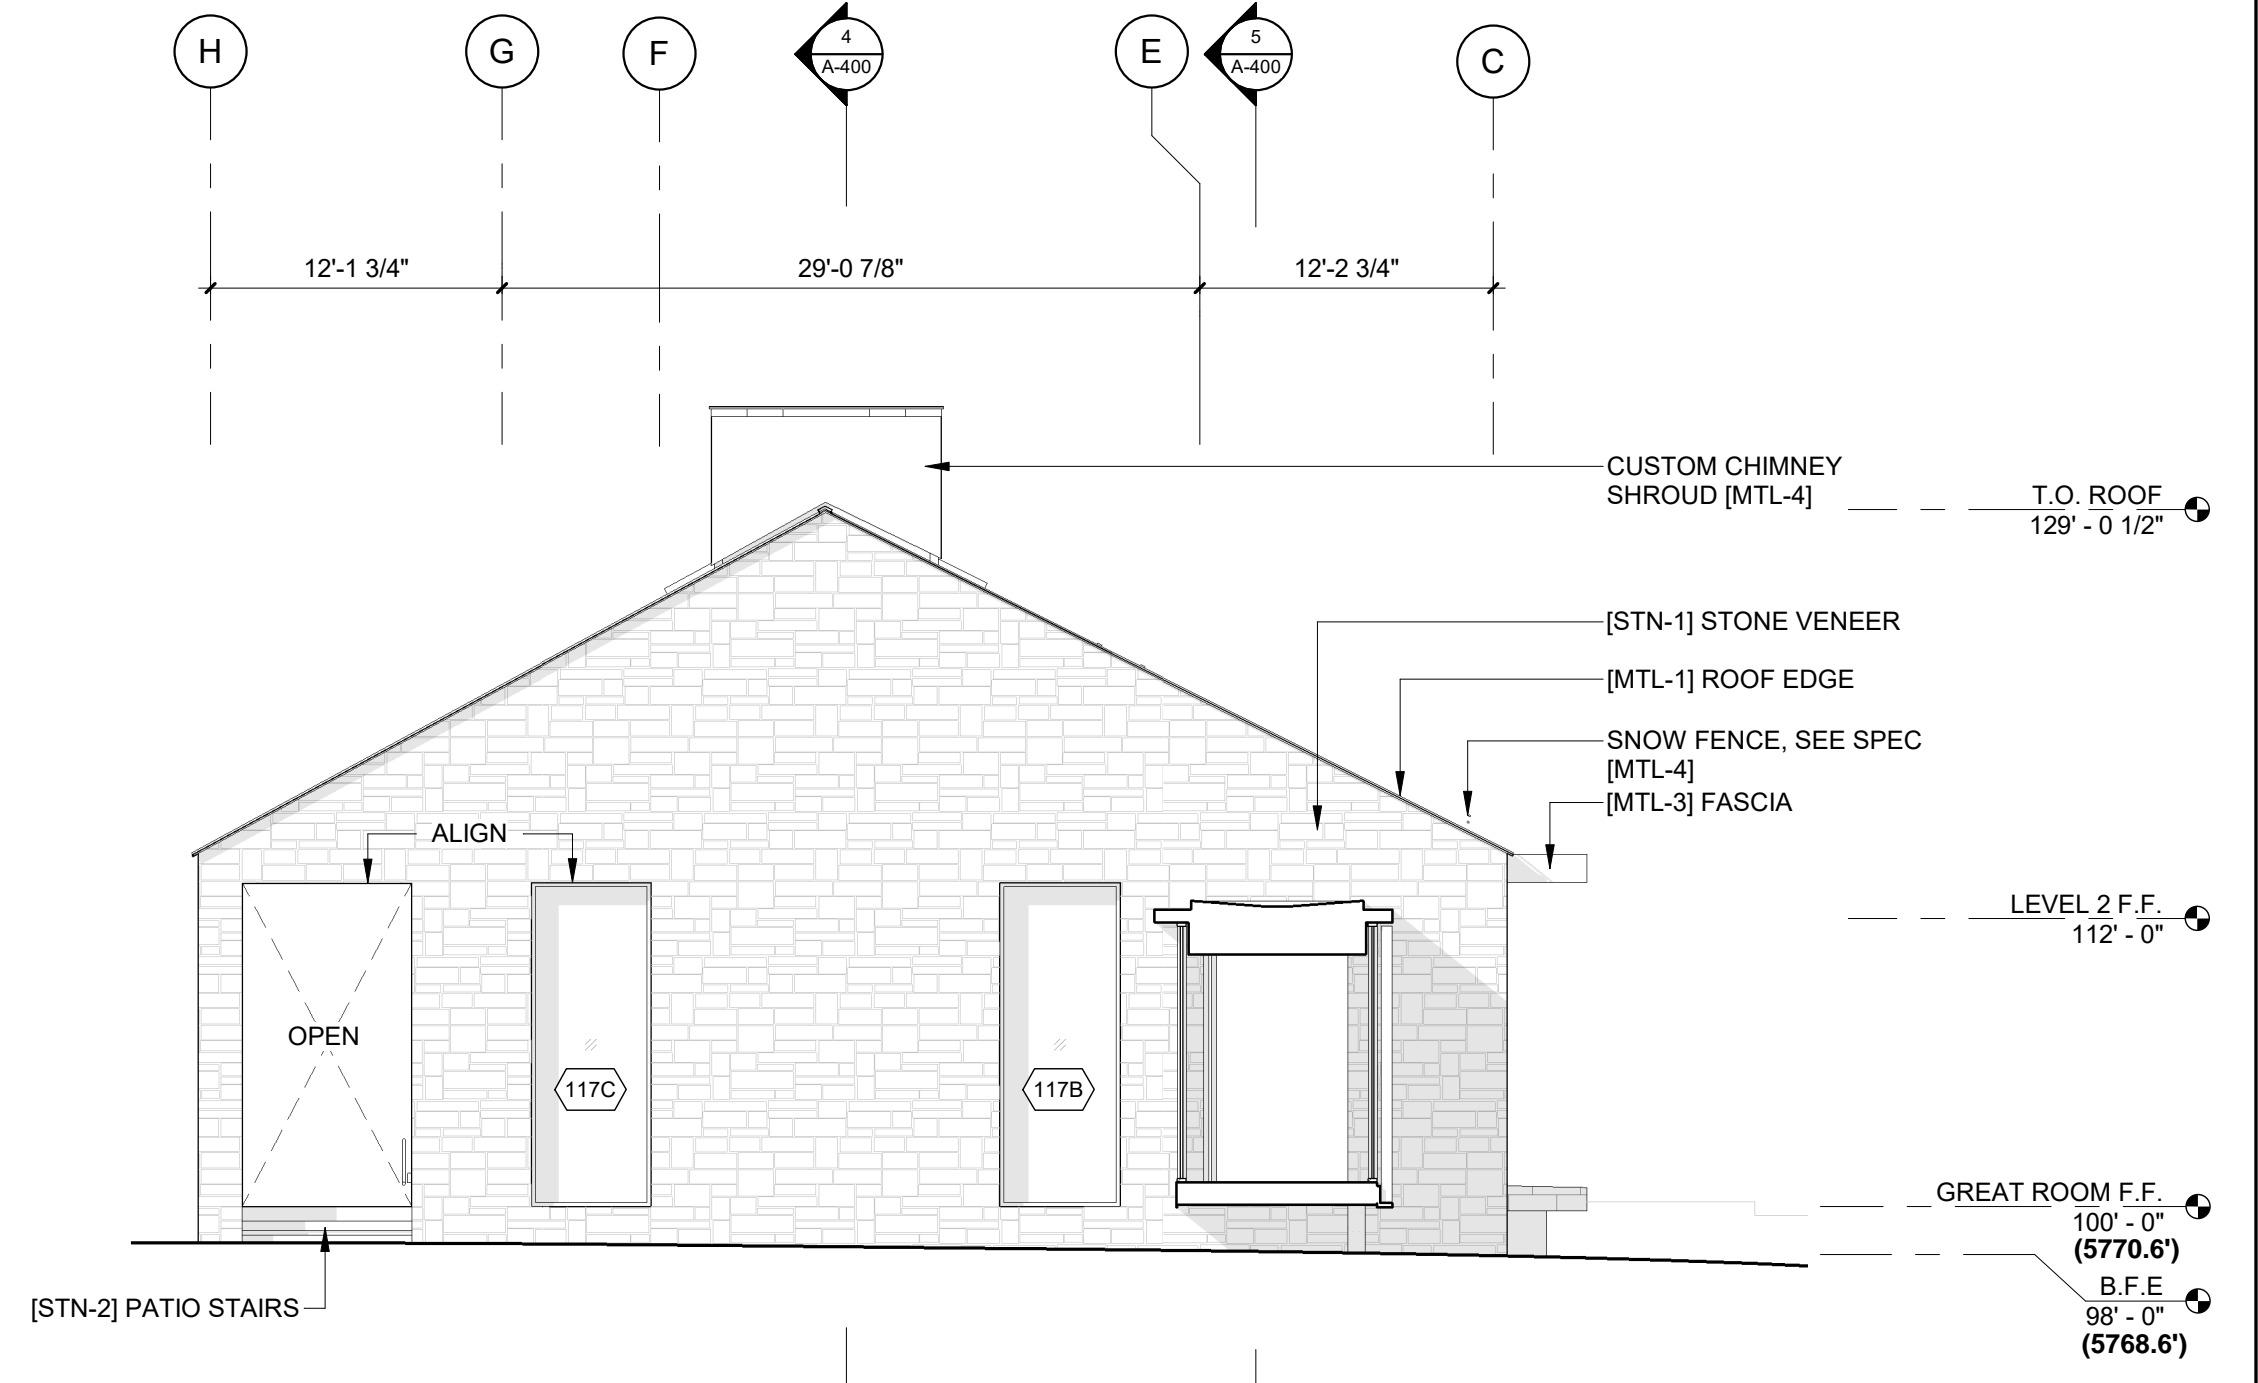 H
G
F
4
A-400
E
5
A-400
C
12'-1 3/4"
29'-0 7/8"
12'-2 3/4"
CUSTOM CHIMNEY
SHROUD [MTL-4]
T.O. ROOF
129' - 0 1/2"
[STN-1] STONE VENEER
[MTL-1] ROOF EDGE
SNOW FENCE, SEE SPEC
[MTL-4]
[MTL-3] FASCIA
ALIGN
LEVEL 2 F.F.
112' - 0"
OPEN
117C
117B
GREAT ROOM F.F.
100' - 0"
(5770.6')
B.F.E
98' - 0"
(5768.6')
[STN-2] PATIO STAIRS